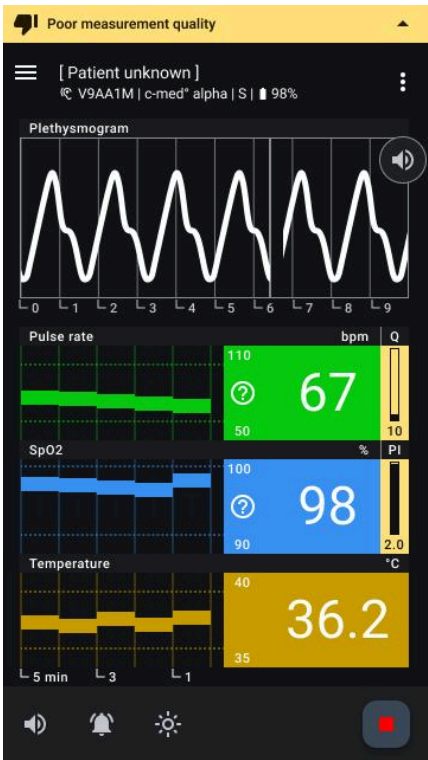 Poor measurement quality
[ Patient unknown ]
V9AA1M | c-med° alpha | S | 98%
Plethysmogram
0 1 2 3 4 5 6 7 8 9
Pulse rate bpm Q
110
67
50 10
SpO2 % PI
100
98
90 2.0
Temperature °C
40
36.2
35
5 min 3 1